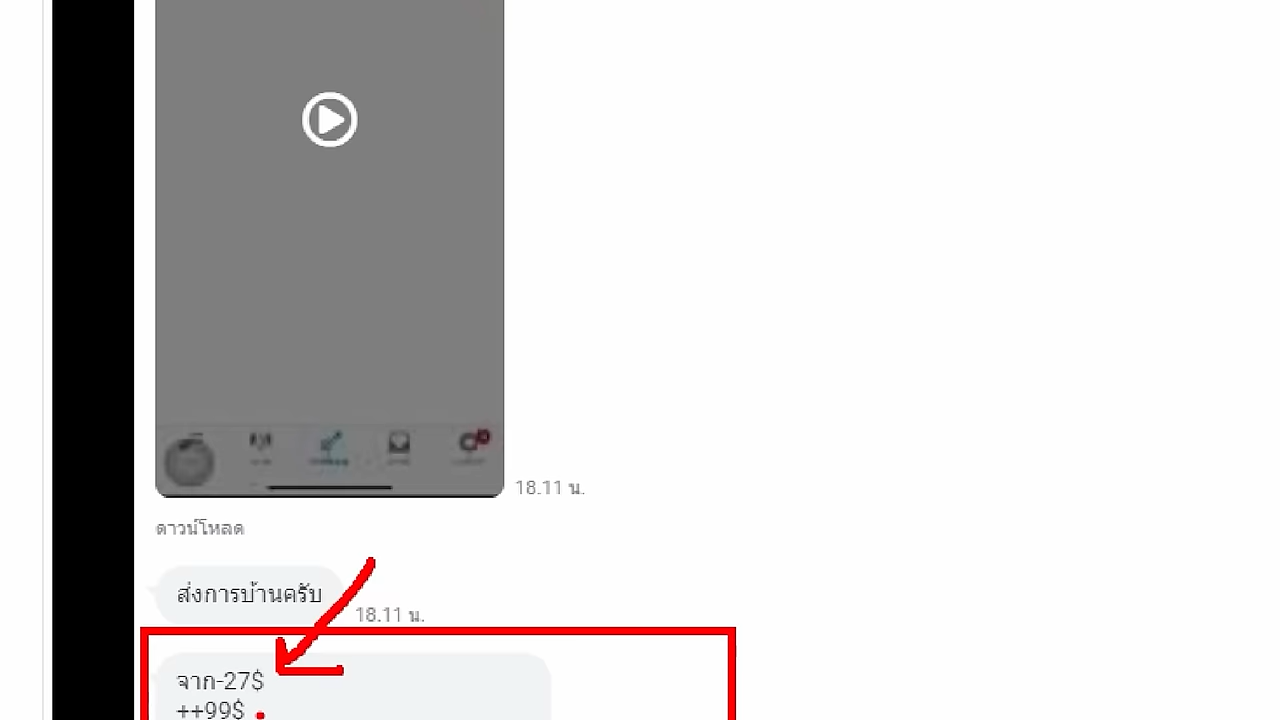 18.11 น.
ดาวน์โหลด
ส่งการบ้านครับ
18.11 น.
จาก-27$
++99$